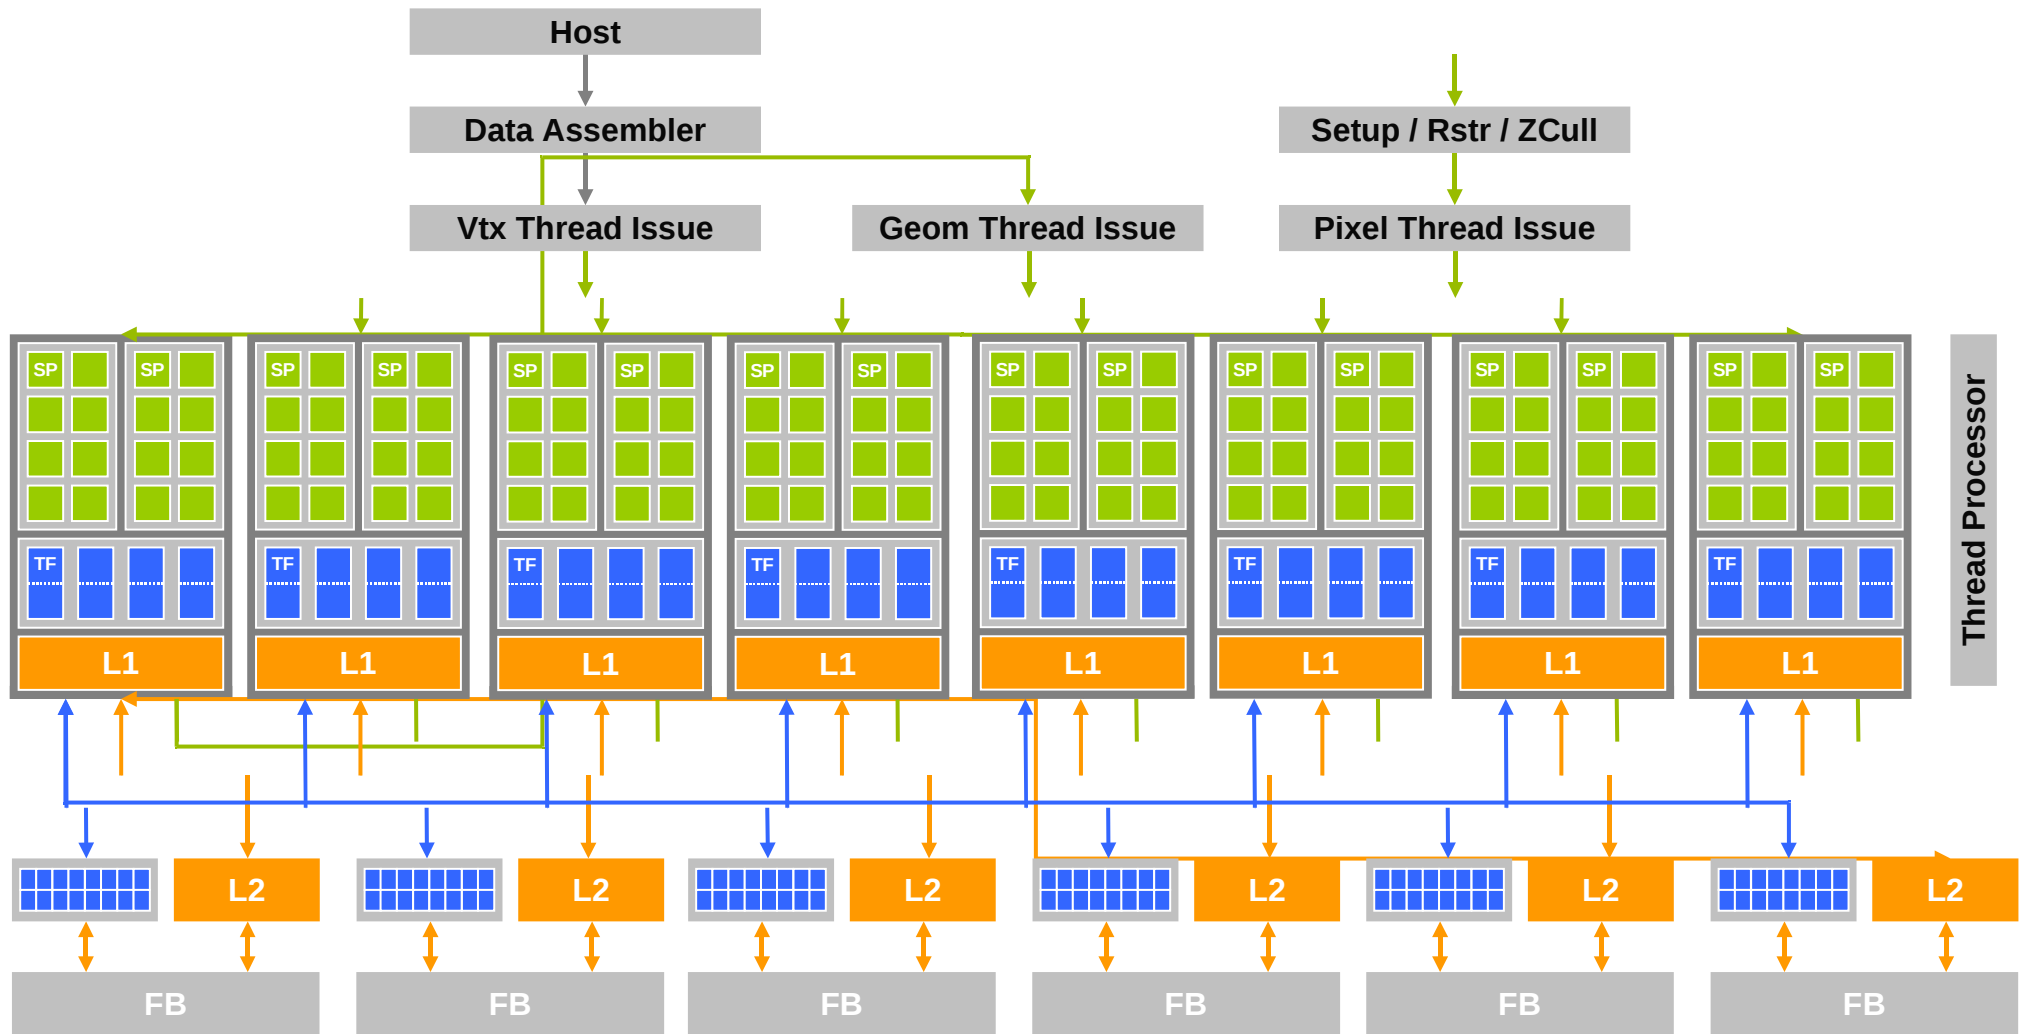 Host
Data Assembler
Setup / Rstr / ZCull
Vtx Thread Issue
Geom Thread Issue
Pixel Thread Issue
SP SP SP SP SP SP SP SP SP SP SP SP SP SP SP SP
TF TF TF TF TF TF TF TF
L1 L1 L1 L1 L1 L1 L1 L1
Thread Processor
L2 L2 L2 L2 L2 L2
FB FB FB FB FB FB